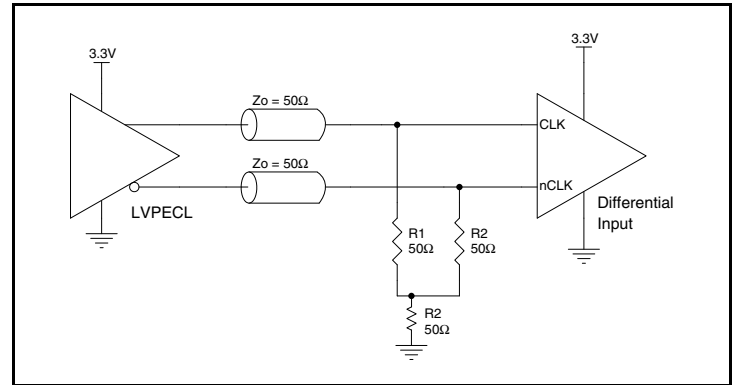 3.3V
3.3V
Zo = 50Ω
CLK
Zo = 50Ω
nCLK
LVPECL
Differential
Input
R1
50Ω
R2
50Ω
R2
50Ω